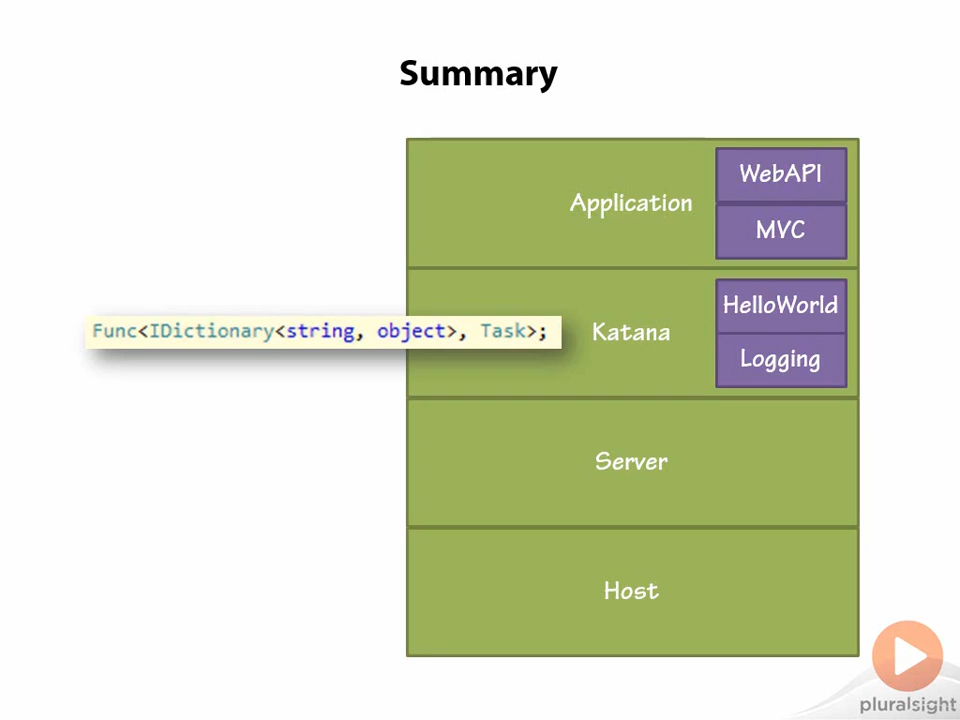 Summary
WebAPI
Application
MVC
HelloWorld
Func<IDictionary<string, object>, Task>;
Katana
Logging
Server
Host
pluralsight